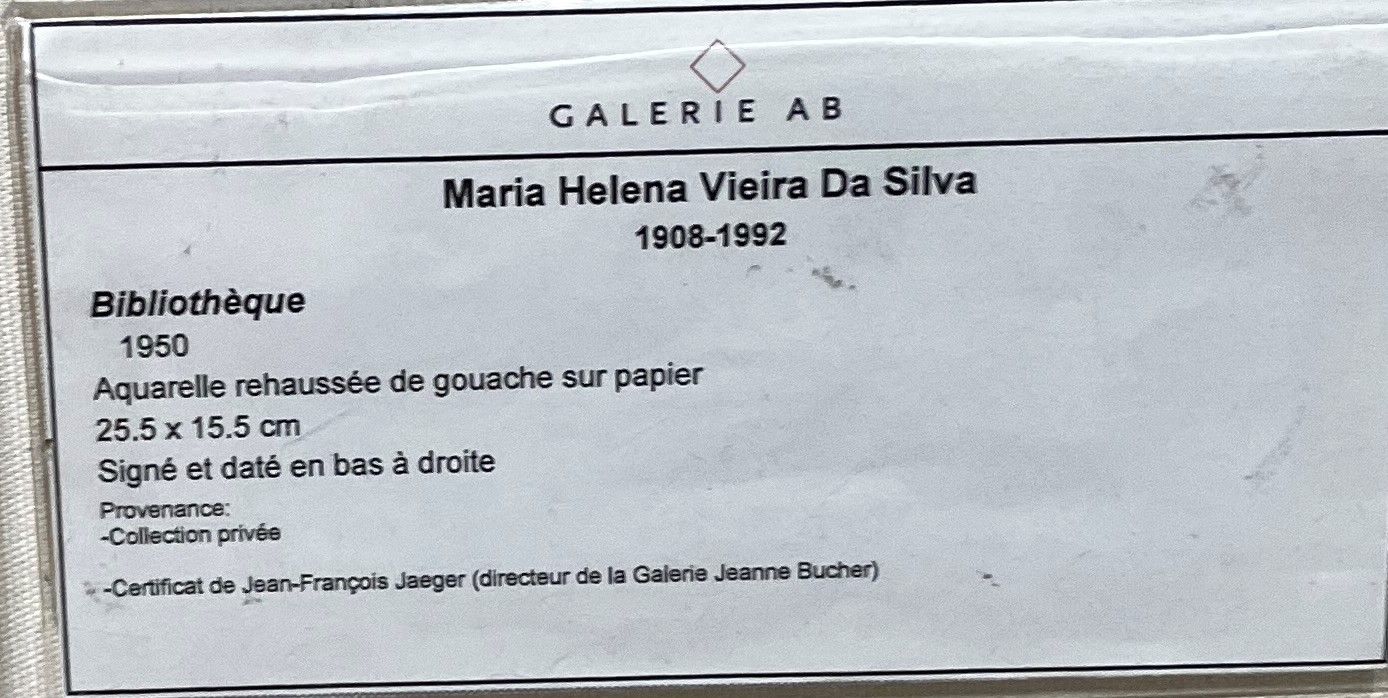 GALERIE AB
Maria Helena Vieira Da Silva
1908-1992
Bibliothèque
1950
Aquarelle rehaussée de gouache sur papier
25.5 x 15.5 cm
Signé et daté en bas à droite
Provenance:
-Collection privée
-Certificat de Jean-François Jaeger (directeur de la Galerie Jeanne Bucher)